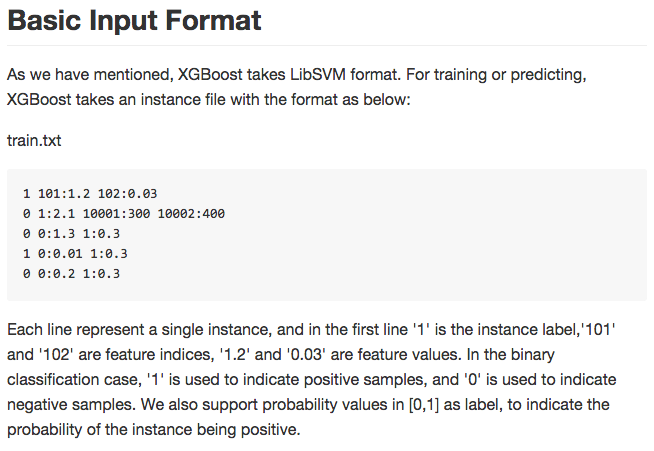 Basic Input Format
As we have mentioned, XGBoost takes LibSVM format. For training or predicting,
XGBoost takes an instance file with the format as below:
train.txt
1 101:1.2 102:0.03
0 1:2.1 10001:300 10002:400
0 0:1.3 1:0.3
1 0:0.01 1:0.3
0 0:0.2 1:0.3
Each line represent a single instance, and in the first line '1' is the instance label,'101'
and '102' are feature indices, '1.2' and '0.03' are feature values. In the binary
classification case, '1' is used to indicate positive samples, and '0' is used to indicate
negative samples. We also support probability values in [0,1] as label, to indicate the
probability of the instance being positive.